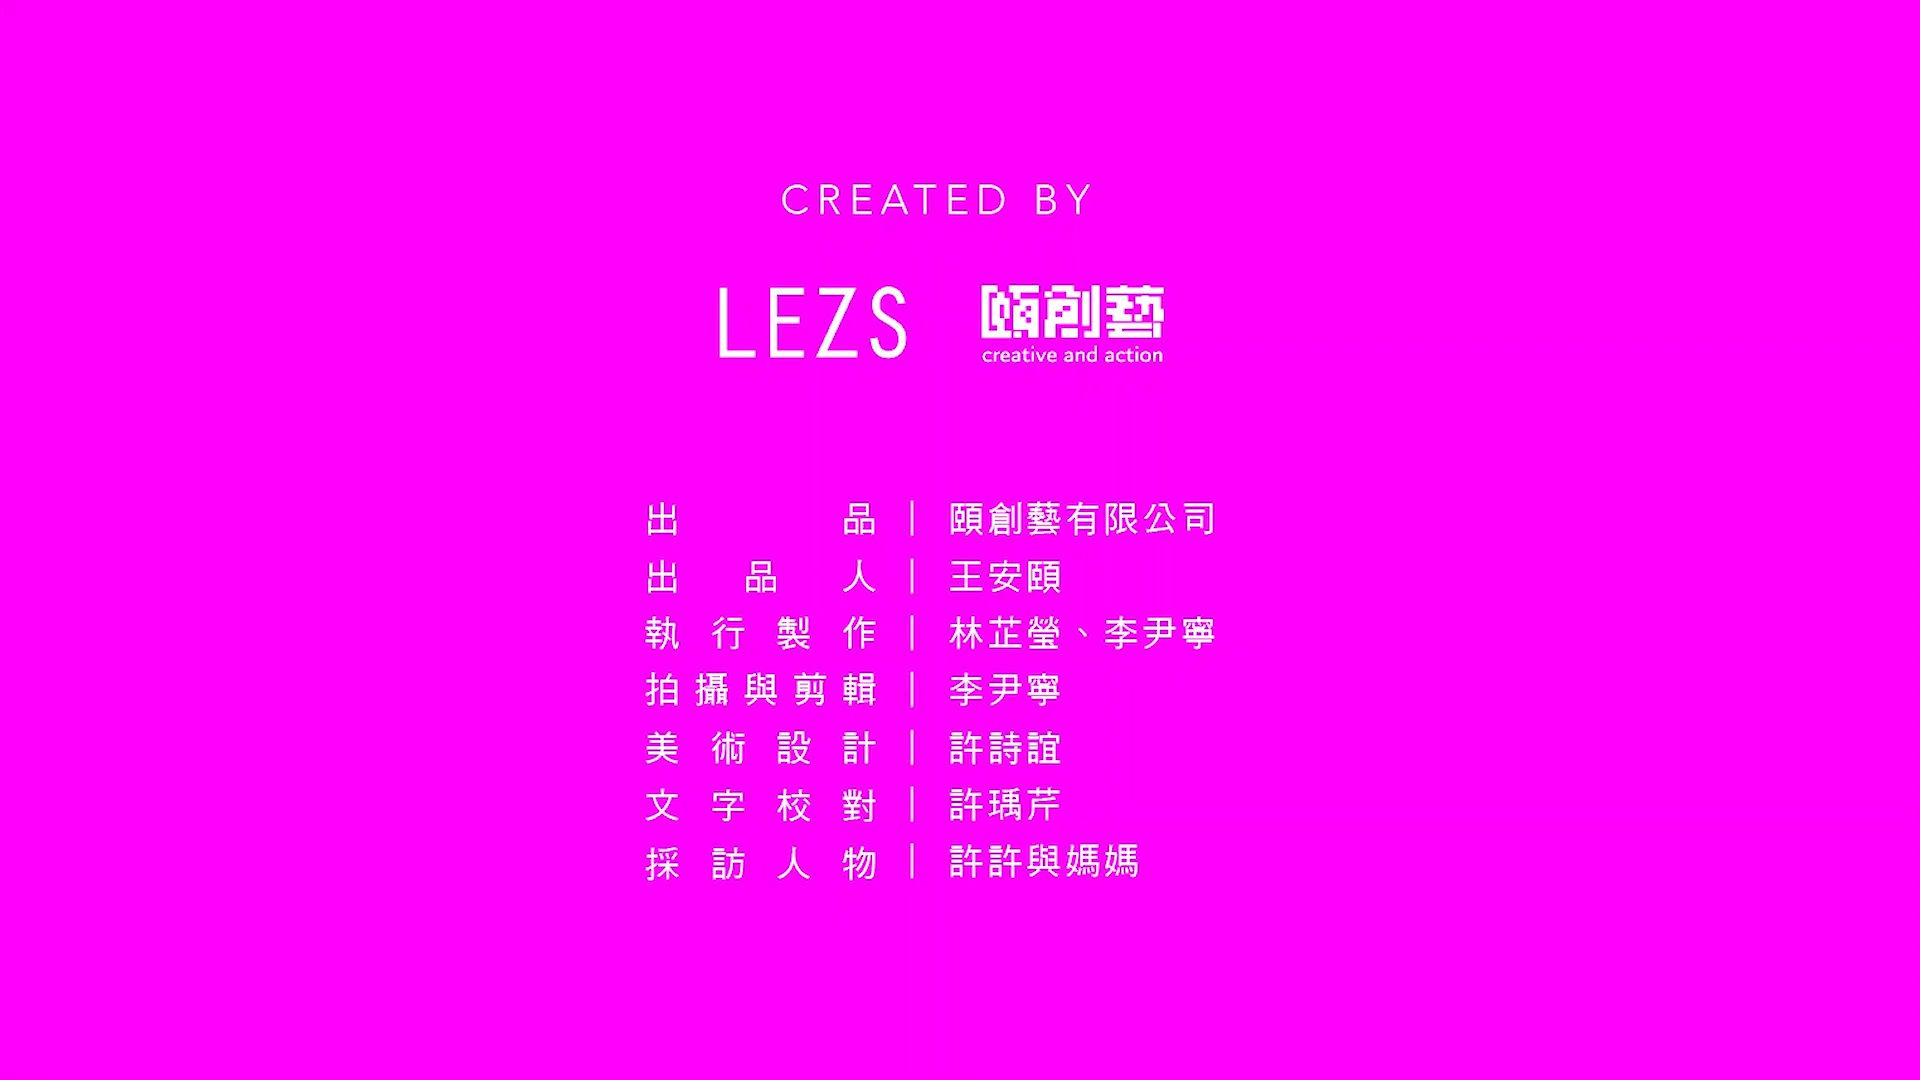 CREATED BY
LEZS 頤創藝
creative and action
出品｜頤創藝有限公司
出品人｜王安頤
執行製作｜林芷瑩、李尹寧
拍攝與剪輯｜李尹寧
美術設計｜許詩誼
文字校對｜許瑀芹
採訪人物｜許許與媽媽